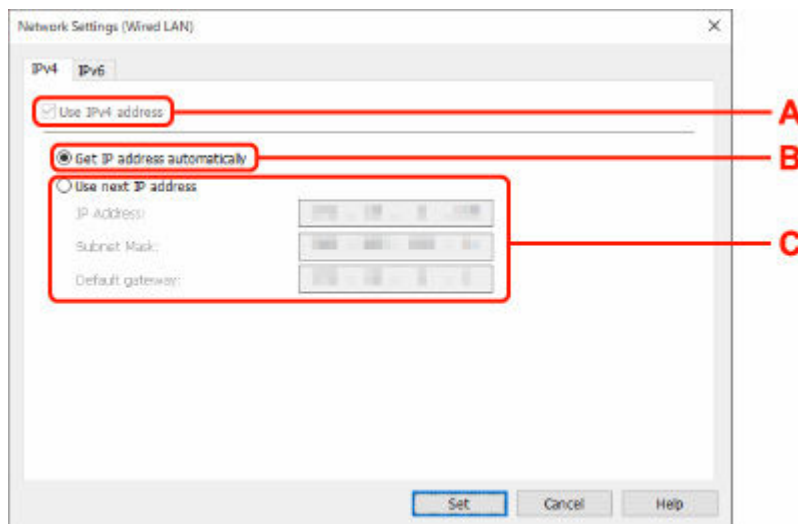 Network Settings (Wired LAN)
IPv4 IPv6
Use IPv4 address
A
Get IP address automatically
B
Use next IP address
IP Address:
Subnet Mask:
C
Default gateway:
Set Cancel Help